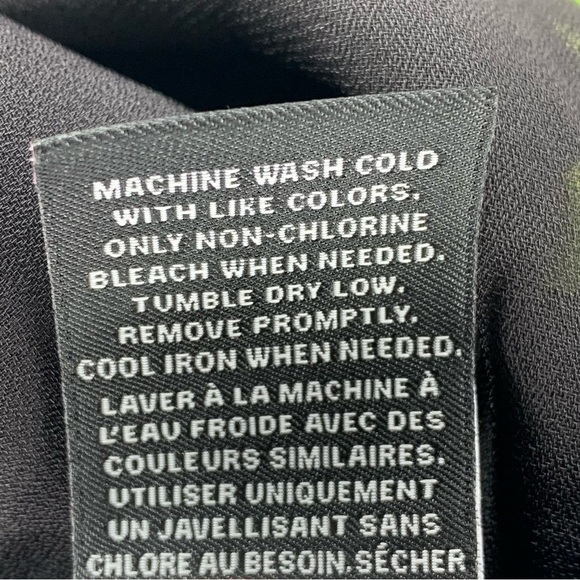 MACHINE WASH COLD
WITH LIKE COLORS.
ONLY NON-CHLORINE
BLEACH WHEN NEEDED.
TUMBLE DRY LOW.
REMOVE PROMPTLY.
COOL IRON WHEN NEEDED.
LAVER À LA MACHINE À
L'EAU FROIDE AVEC DES
COULEURS SIMILAIRES.
UTILISER UNIQUEMENT
UN JAVELLISANT SANS
CHLORE AU BESOIN. SÉCHER